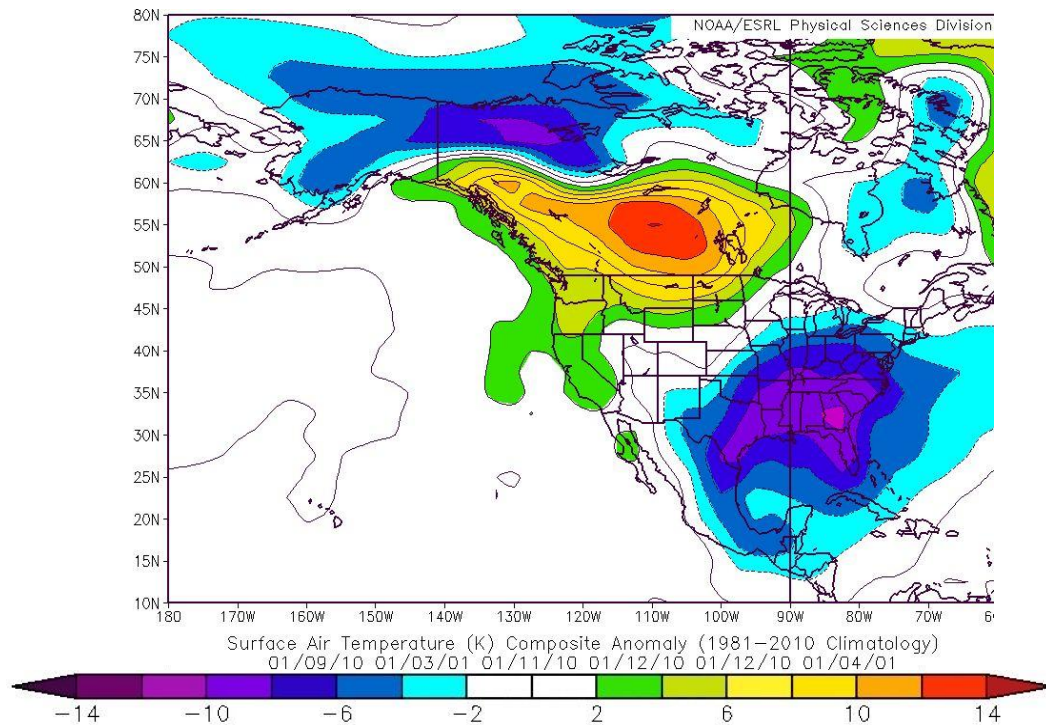 NOAA/ESRL Physical Sciences Division
80N
75N
70N
65N
60N
55N
50N
45N
40N
35N
30N
25N
20N
15N
10N
180 170W 160W 150W 140W 130W 120W 110W 100W 90W 80W 70W 6
Surface Air Temperature (K) Composite Anomaly (1981-2010 Climatology)
01/09/10 01/03/01 01/11/10 01/12/10 01/12/10 01/04/01
-14 -10 -6 -2 2 6 10 14